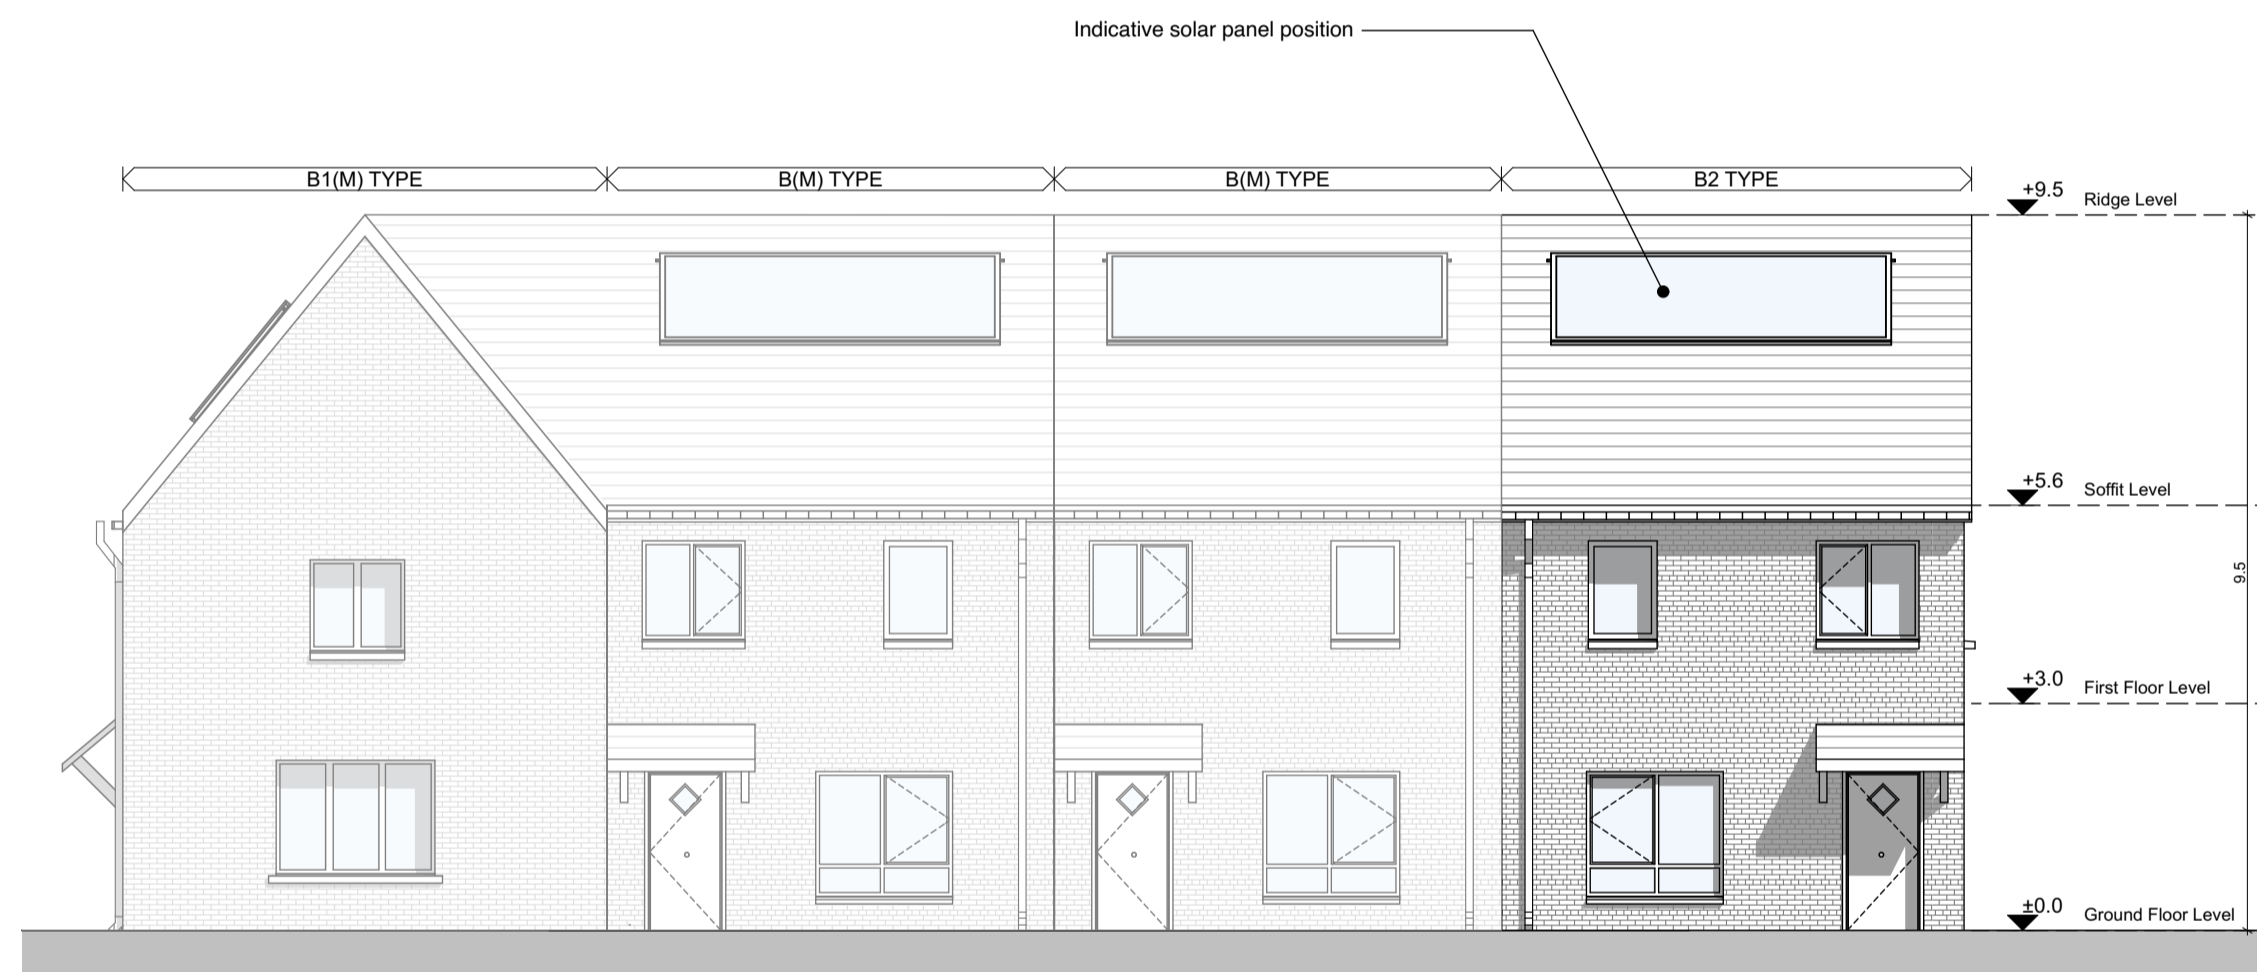 Indicative solar panel position
B1(M) TYPE
B(M) TYPE
B(M) TYPE
B2 TYPE
+9.5
Ridge Level
+5.6
Soffit Level
9.5
+3.0
First Floor Level
±0.0
Ground Floor Level